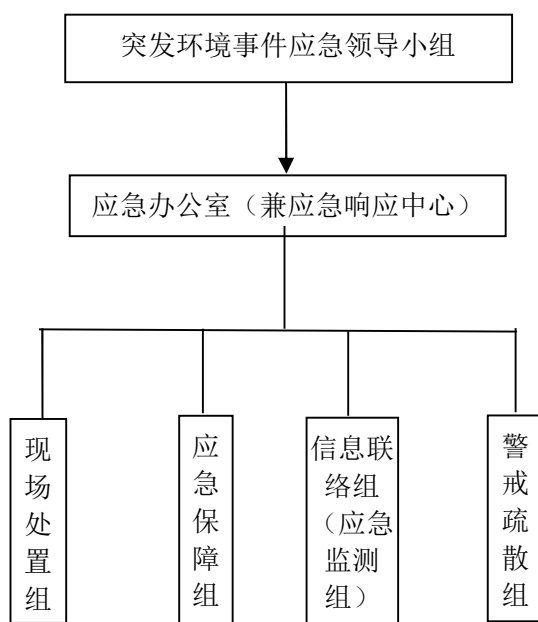 突发环境事件应急领导小组
应急办公室（兼应急响应中心）
现
场
处
置
组
应
急
保
障
组
信息联
络组
（应急
监测
组）
警
戒
疏
散
组